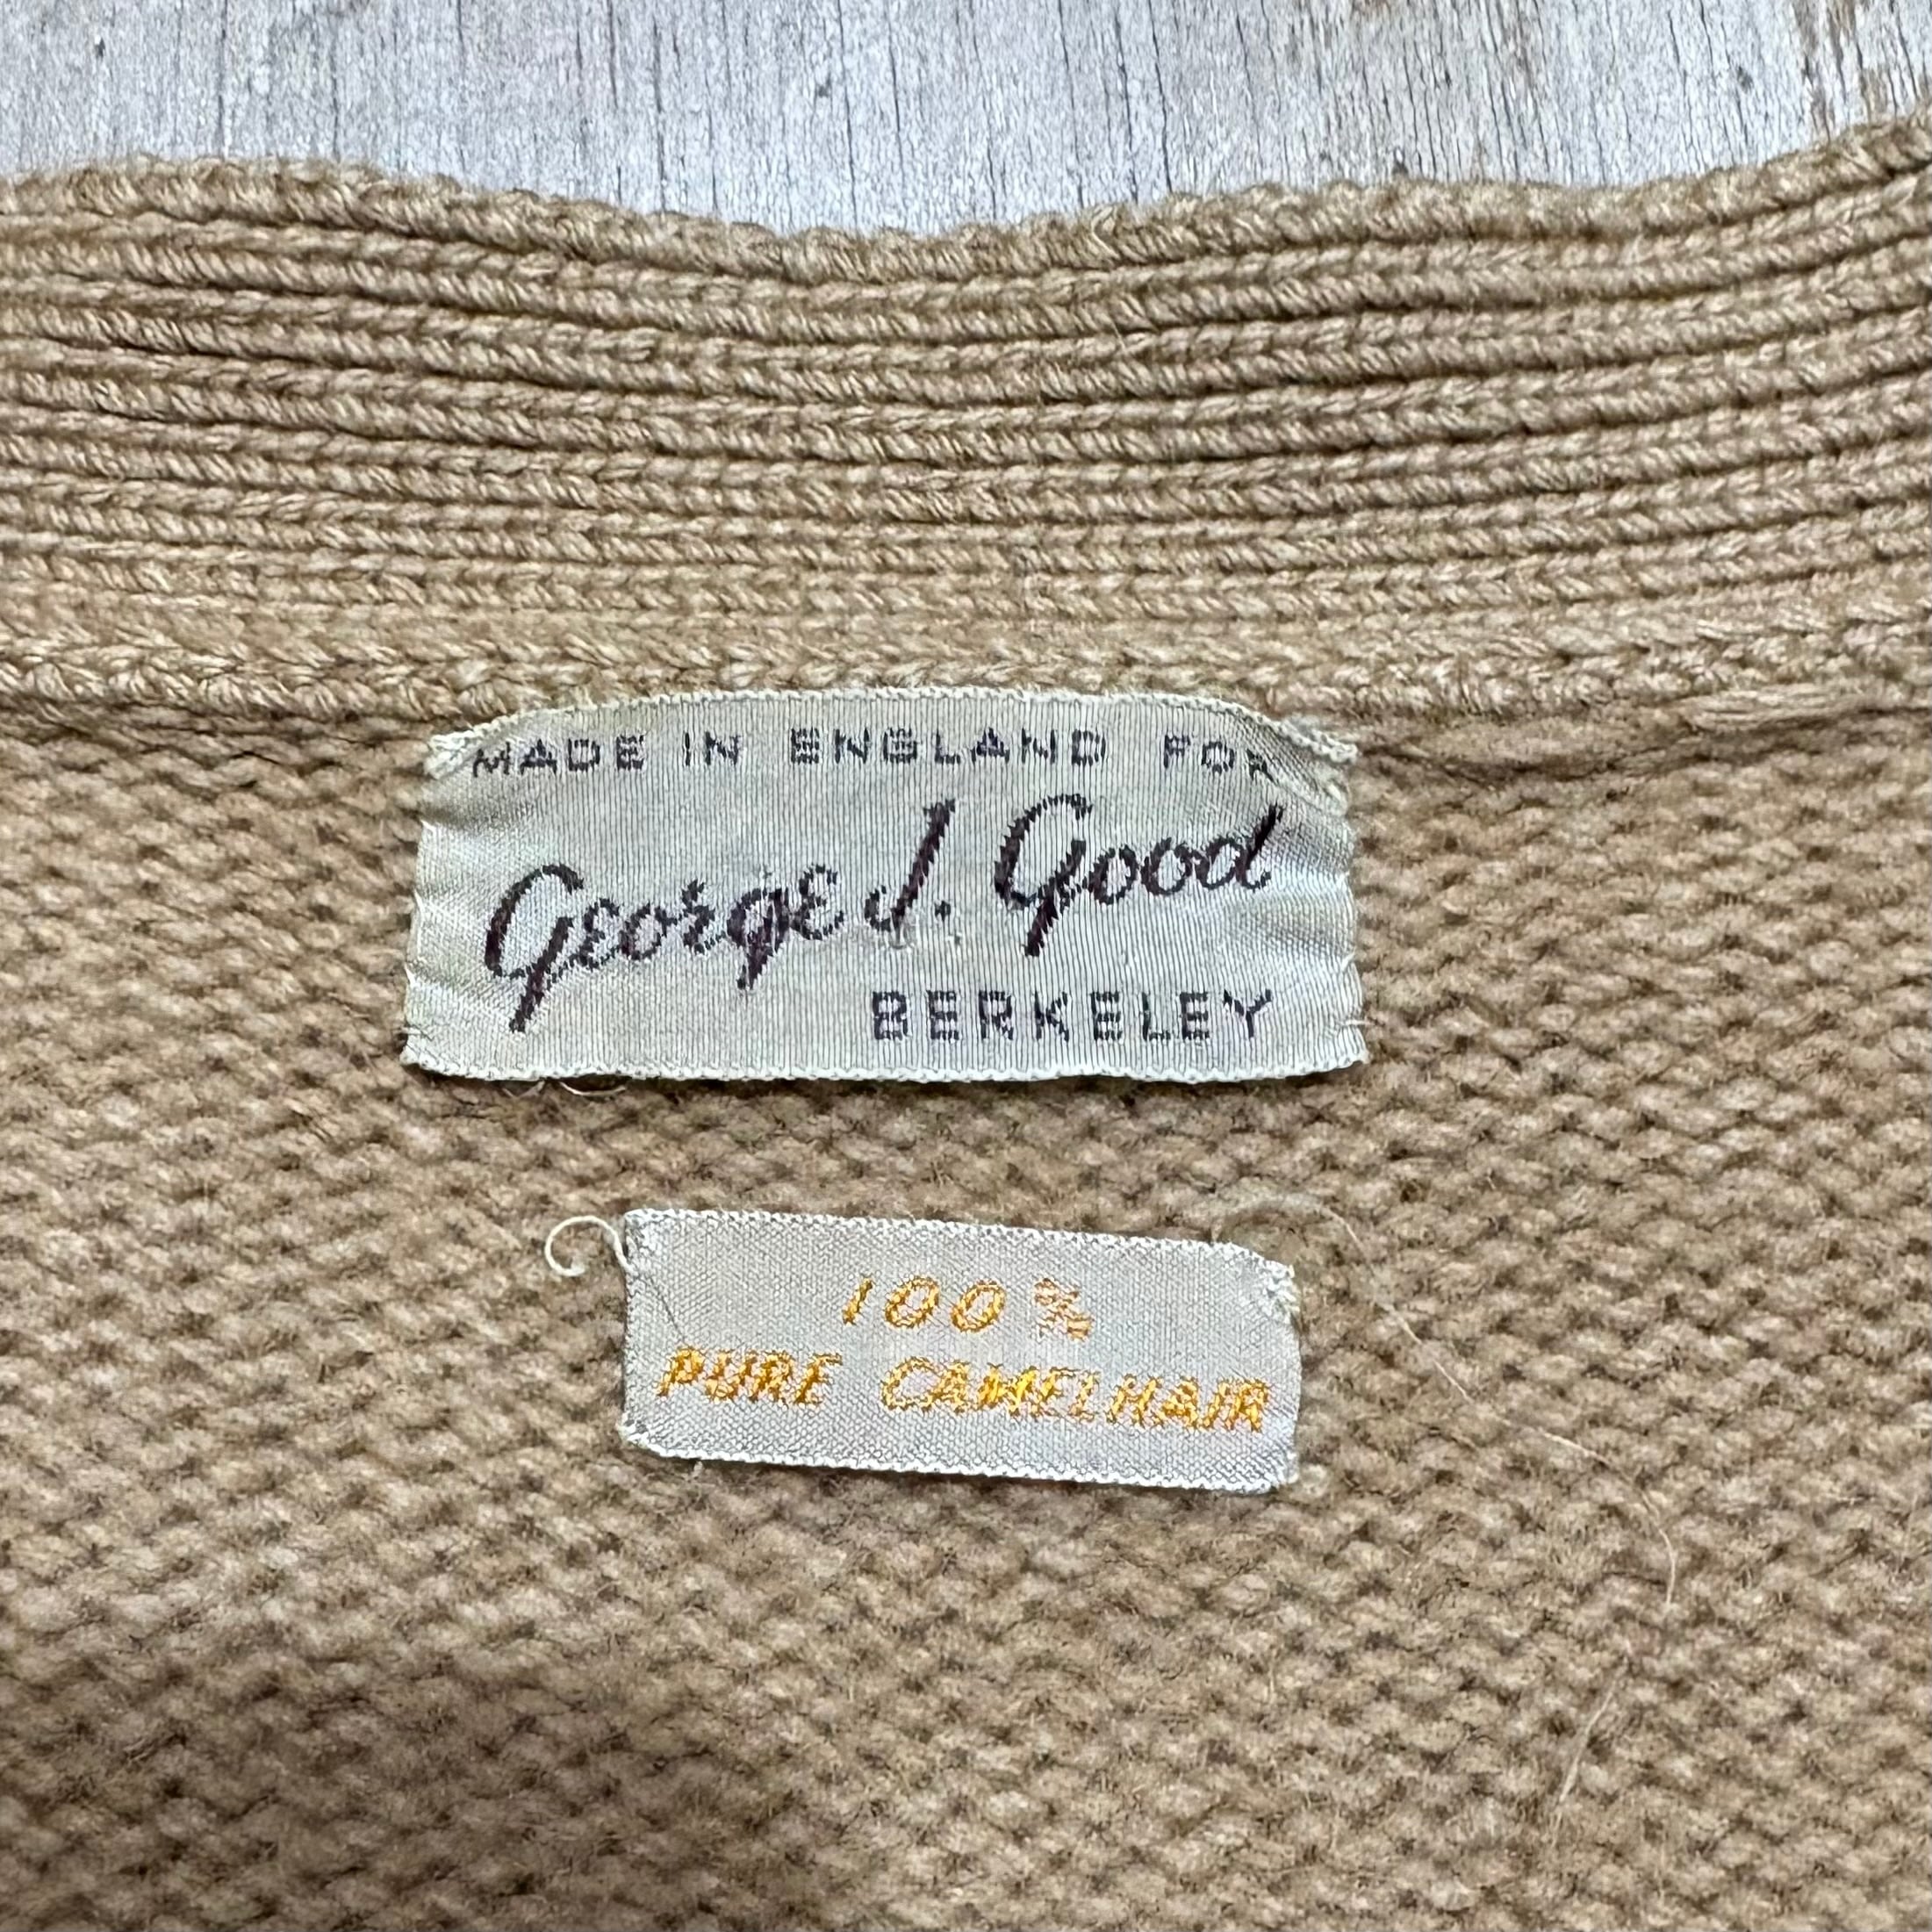 MADE IN ENGLAND FOR
George J. Good
BERKELEY
100%
PURE CAMELHAIR